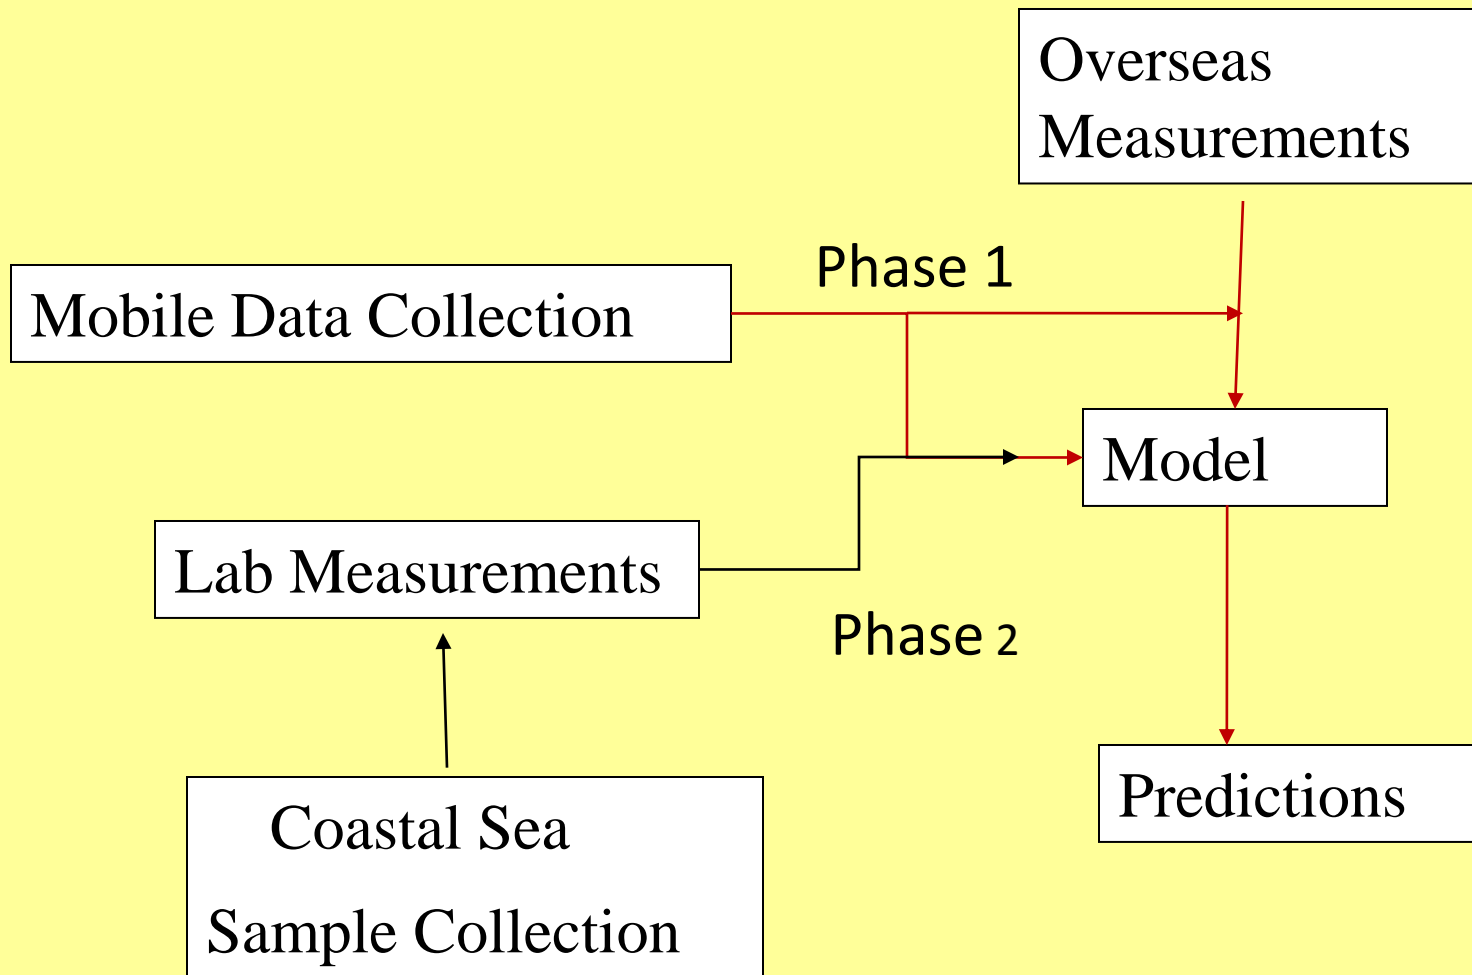 Overseas
Measurements
Phase 1
Mobile Data Collection
Model
Lab Measurements
Phase 2
Predictions
Coastal Sea
Sample Collection